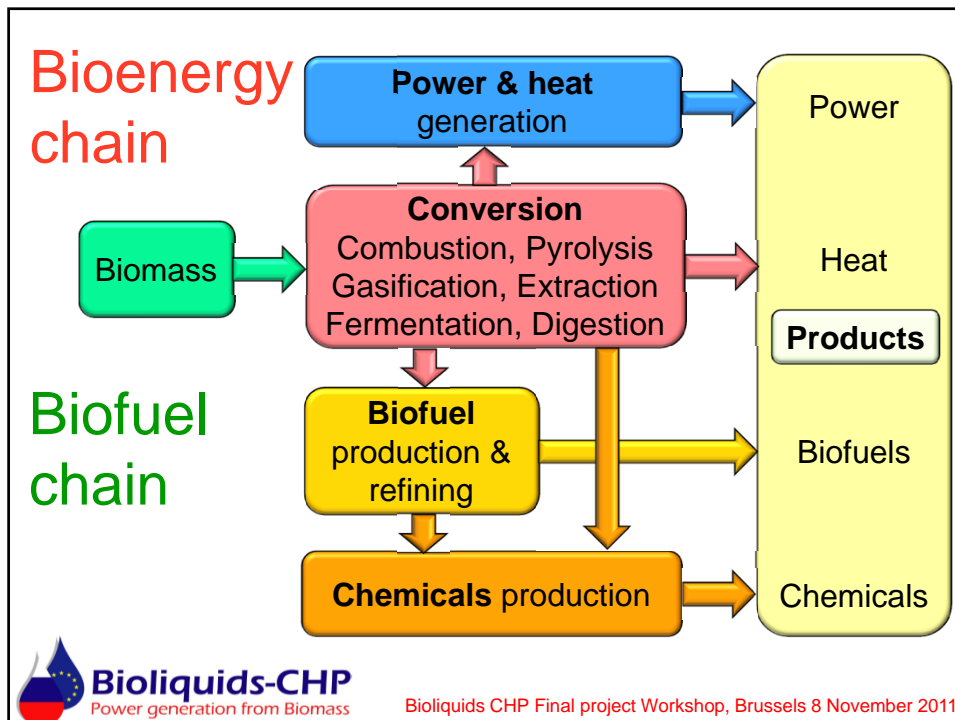 Bioenergy
chain
Power & heat
generation
Power
Conversion
Combustion, Pyrolysis
Gasification, Extraction
Fermentation, Digestion
Biomass
Heat
Products
Biofuel
chain
Biofuel
production &
refining
Biofuels
Chemicals production
Chemicals
Bioliquids-CHP
Power generation from Biomass
Bioliquids CHP Final project Workshop, Brussels 8 November 2011